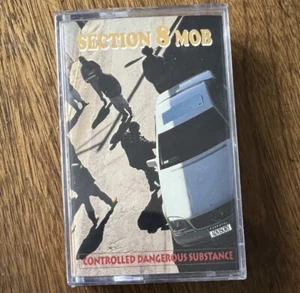 SECTION 8 MOB
CONTROLLED DANGEROUS SUBSTANCE